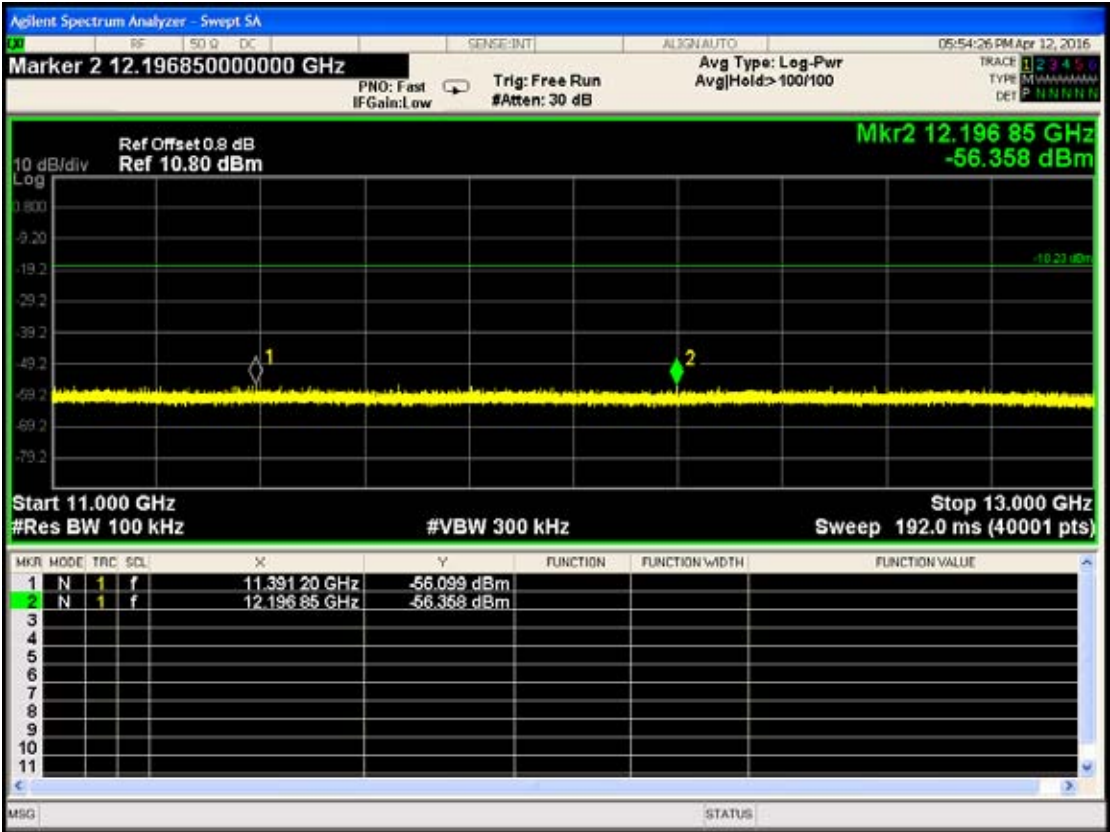 Agilent Spectrum Analyzer - Swept SA
RF 50 Ω DC SENSE:INT ALIGN AUTO 05:54:26 PM Apr 12, 2016
Marker 2 12.196850000000 GHz
PNO: Fast
IFGain:Low
Trig: Free Run
#Atten: 30 dB
Avg Type: Log-Pwr
Avg|Hold:> 100/100
TRACE 1 2 3 4 5 6
TYPE M
DET P N N N N N
Mkr2 12.196 85 GHz
-56.358 dBm
Ref Offset 0.8 dB
10 dB/div Ref 10.80 dBm
Log
0.800
-9.20
-19.2
-29.2
-39.2
-49.2
-59.2
-69.2
-79.2
1
2
Start 11.000 GHz Stop 13.000 GHz
#Res BW 100 kHz #VBW 300 kHz Sweep 192.0 ms (40001 pts)
MKR MODE TRC SCL X Y FUNCTION FUNCTION WIDTH FUNCTION VALUE
1 N 1 f 11.391 20 GHz -56.099 dBm
2 N 1 f 12.196 85 GHz -56.358 dBm
3
4
5
6
7
8
9
10
11
MSG STATUS